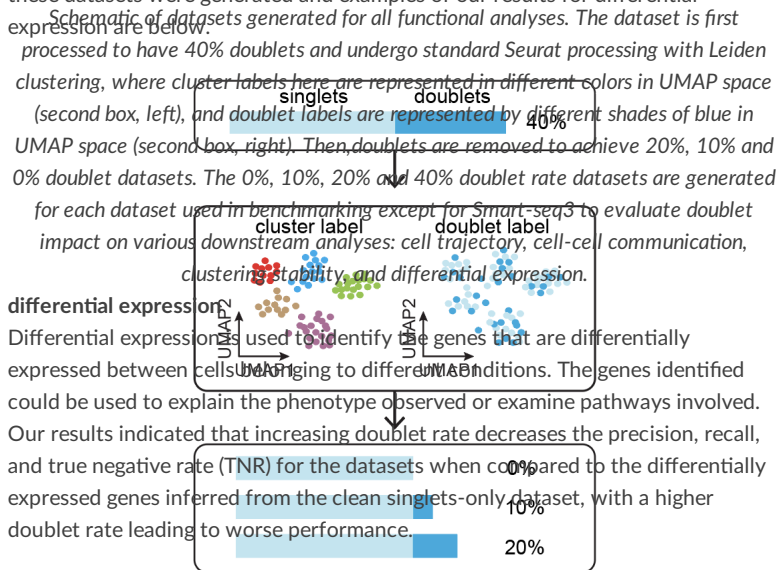 these datasets were generated and examples of our results for differential
expression are below.
Schematic of datasets generated for all functional analyses. The dataset is first
processed to have 40% doublets and undergo standard Seurat processing with Leiden
clustering, where cluster labels here are represented in different colors in UMAP space
(second box, left), and doublet labels are represented by different shades of blue in
UMAP space (second box, right). Then,doublets are removed to achieve 20%, 10% and
0% doublet datasets. The 0%, 10%, 20% and 40% doublet rate datasets are generated
for each dataset used in benchmarking except for Smart-seq3 to evaluate doublet
impact on various downstream analyses: cell trajectory, cell-cell communication,
clustering stability, and differential expression.
singlets doublets
40%
cluster label doublet label
UMAP2 UMAP2
UMAP1 UMAP1
0%
10%
20%
differential expression
Differential expression is used to identify the genes that are differentially
expressed between cells belonging to different conditions. The genes identified
could be used to explain the phenotype observed or examine pathways involved.
Our results indicated that increasing doublet rate decreases the precision, recall,
and true negative rate (TNR) for the datasets when compared to the differentially
expressed genes inferred from the clean singlets-only dataset, with a higher
doublet rate leading to worse performance.